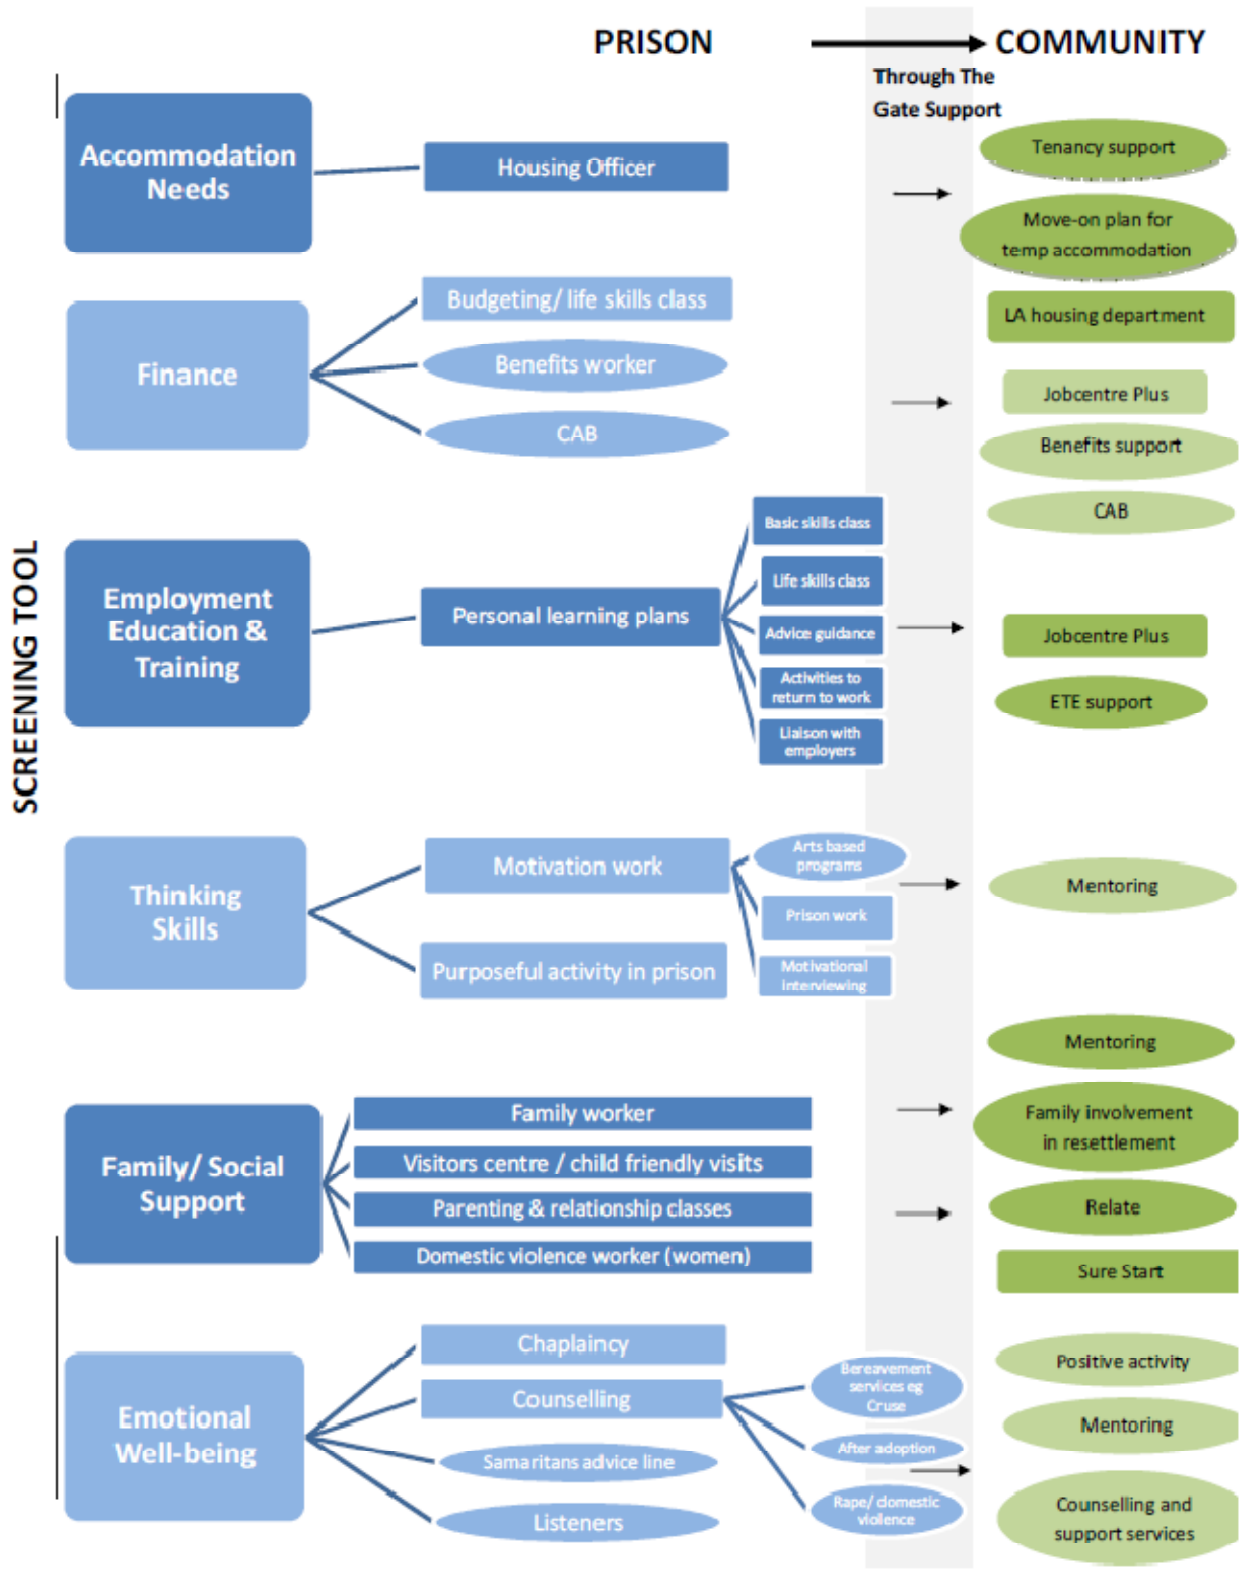 PRISON
COMMUNITY
Through The
Gate Support
SCREENING TOOL
Accommodation
Needs
Housing Officer
Tenancy support
Move-on plan for
temp accommodation
LA housing department
Finance
Budgeting/ life skills class
Benefits worker
CAB
Jobcentre Plus
Benefits support
CAB
Employment
Education &
Training
Personal learning plans
Basic skills class
Life skills class
Advice guidance
Activities to
return to work
Liaison with
employers
Jobcentre Plus
ETE support
Thinking
Skills
Motivation work
Purposeful activity in prison
Arts based
programs
Prison work
Motivational
interviewing
Mentoring
Family/ Social
Support
Family worker
Visitors centre / child friendly visits
Parenting & relationship classes
Domestic violence worker (women)
Mentoring
Family involvement
in resettlement
Relate
Sure Start
Emotional
Well-being
Chaplaincy
Counselling
Samaritans advice line
Listeners
Bereavement
services eg
Cruse
After adoption
Rape/ domestic
violence
Positive activity
Mentoring
Counselling and
support services